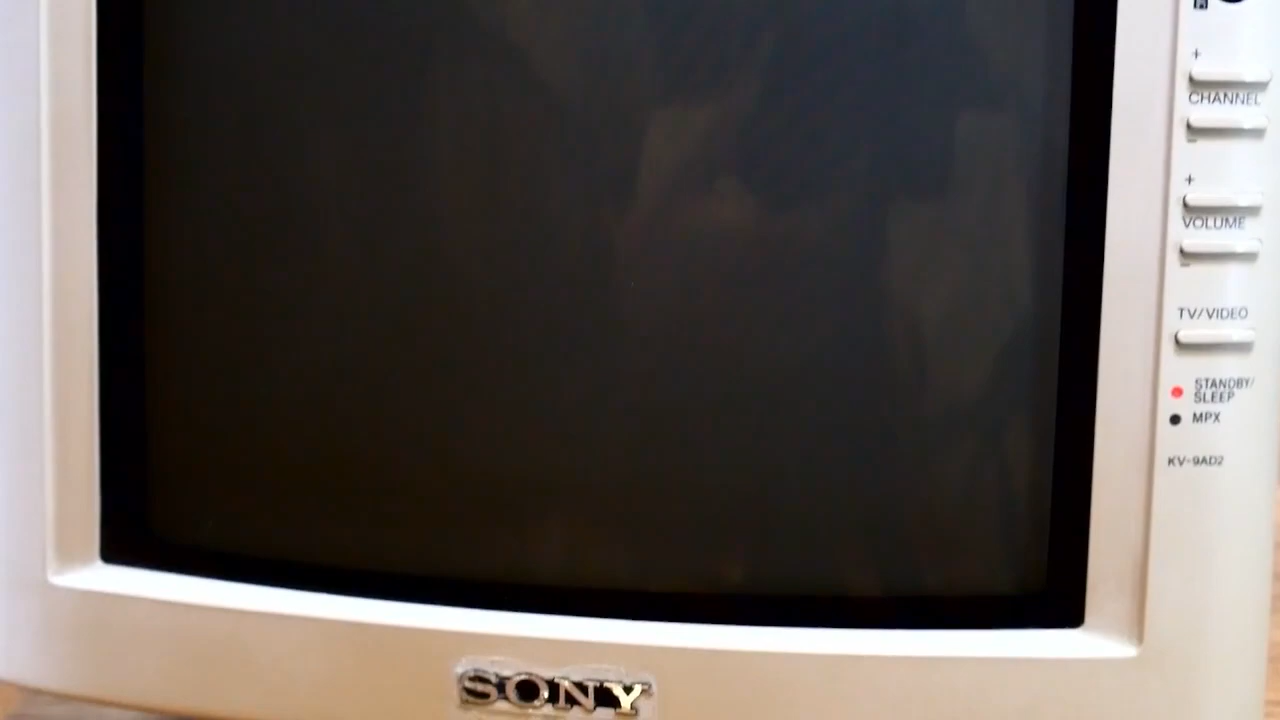 +
CHANNEL
-
+
VOLUME
-
TV/VIDEO
STANDBY/
SLEEP
MPX
KV-9AD2
SONY